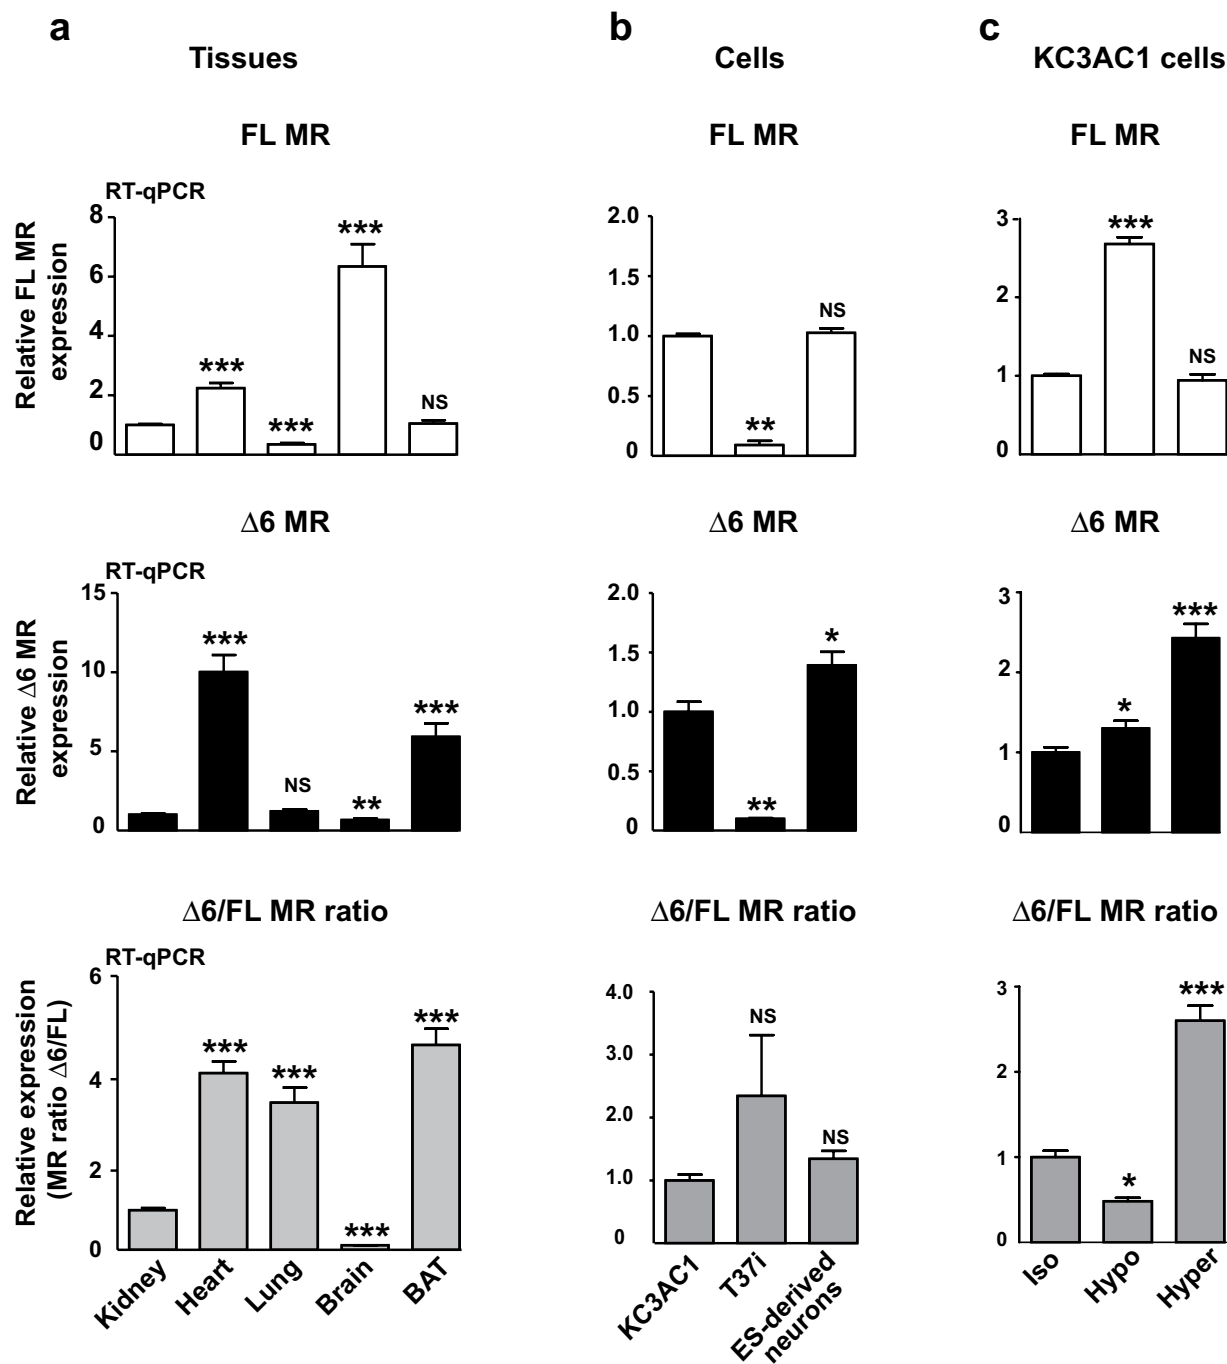 a
b
c
Tissues
Cells
KC3AC1 cells
FL MR
FL MR
FL MR
RT-qPCR
Relative FL MR
expression
8
6
4
2
0
***
***
***
NS
2.0
1.5
1.0
0.5
0
**
NS
3
2
1
0
***
NS
Δ6 MR
Δ6 MR
Δ6 MR
RT-qPCR
Relative Δ6 MR
expression
15
10
5
0
***
NS
**
***
2.0
1.5
1.0
0.5
0
**
*
3
2
1
0
*
***
Δ6/FL MR ratio
Δ6/FL MR ratio
Δ6/FL MR ratio
RT-qPCR
Relative expression
(MR ratio Δ6/FL)
6
4
2
0
***
***
***
***
Kidney
Heart
Lung
Brain
BAT
4.0
3.0
2.0
1.0
0
NS
NS
KC3AC1
T37i
ES-derived
neurons
3
2
1
0
*
***
Iso
Hypo
Hyper